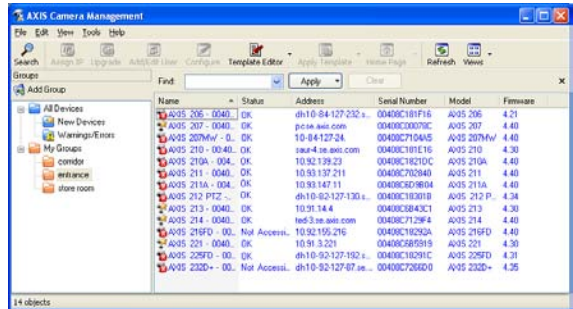 AXIS Camera Management
File Edit View Tools Help
Search Assign IP Upgrade Add/Edit User Configure Template Editor Apply Template Home Page Refresh Views
Groups
Find: Apply Clear
Add Group
Name Status Address Serial Number Model Firmware
All Devices
New Devices
Warnings/Errors
My Groups
corridor
entrance
store room
AXIS 206 - 0040... OK dh10-84-127-232.s... 00408C181F16 AXIS 206 4.21
AXIS 207 - 0040... OK pcse.axis.com 00408C00078C AXIS 207 4.40
AXIS 207MW - 0... OK 10-84-127-24. 00408C7104A5 AXIS 207MW 4.40
AXIS 210 - 00:40... OK saur-4.se.axis.com 00408C181E16 AXIS 210 4.30
AXIS 210A - 004... OK 10.92.139.23 00408C1821DC AXIS 210A 4.40
AXIS 211 - 0040... OK 10.93.137.211 00408C702840 AXIS 211 4.40
AXIS 211A - 004... OK 10.93.147.11 00408C6D9B04 AXIS 211A 4.40
AXIS 212 PTZ -... OK dh10-82-127-130.s... 00408C18301B AXIS 212 P... 4.34
AXIS 213 - 0040... OK 10.91.14.4 00408C6B43C1 AXIS 213 4.30
AXIS 214 - 0040... OK ted-3.se.axis.com 00408C7129F4 AXIS 214 4.40
AXIS 216FD - 00... Not Accessi... 10.92.155.216 00408C18292A AXIS 216FD 4.40
AXIS 221 - 0040... OK 10.91.3.221 00408C6B5919 AXIS 221 4.30
AXIS 225FD - 00... OK dh10-92-127-192.s... 00408C18291C AXIS 225FD 4.31
AXIS 232D+ - 00... Not Accessi... dh10-92-127-87.se... 00408C7266D0 AXIS 232D+ 4.35
14 objects